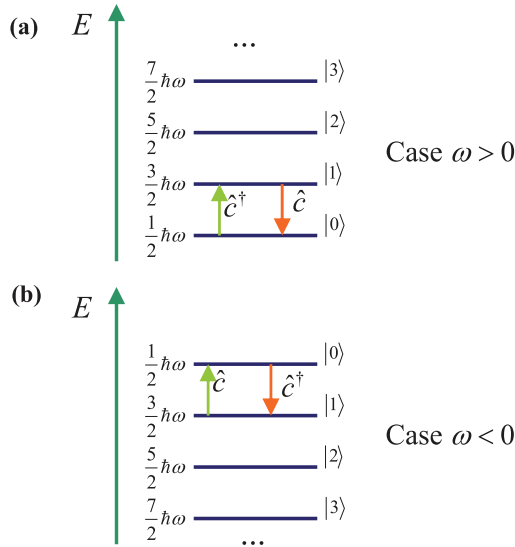 (a) E
...
7/2 ħω |3⟩
5/2 ħω |2⟩
3/2 ħω |1⟩
Case ω > 0
ĉ† ĉ
1/2 ħω |0⟩
(b) E
1/2 ħω |0⟩
ĉ ĉ†
3/2 ħω |1⟩
Case ω < 0
5/2 ħω |2⟩
7/2 ħω |3⟩
...